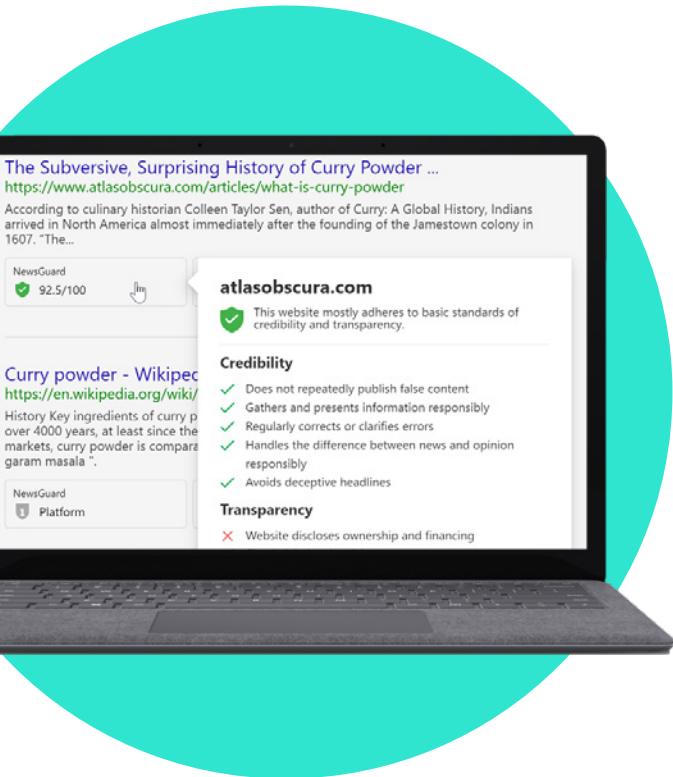 The Subversive, Surprising History of Curry Powder ...
https://www.atlasobscura.com/articles/what-is-curry-powder
According to culinary historian Colleen Taylor Sen, author of Curry: A Global History, Indians
arrived in North America almost immediately after the founding of the Jamestown colony in
1607. "The...
NewsGuard
92.5/100
atlasobscura.com
This website mostly adheres to basic standards of
credibility and transparency.
Credibility
Does not repeatedly publish false content
Gathers and presents information responsibly
Regularly corrects or clarifies errors
Handles the difference between news and opinion
responsibly
Avoids deceptive headlines
Transparency
Website discloses ownership and financing
Curry powder - Wikiped
https://en.wikipedia.org/wiki/
History Key ingredients of curry p
over 4000 years, at least since the
markets, curry powder is compara
garam masala ".
NewsGuard
1
Platform